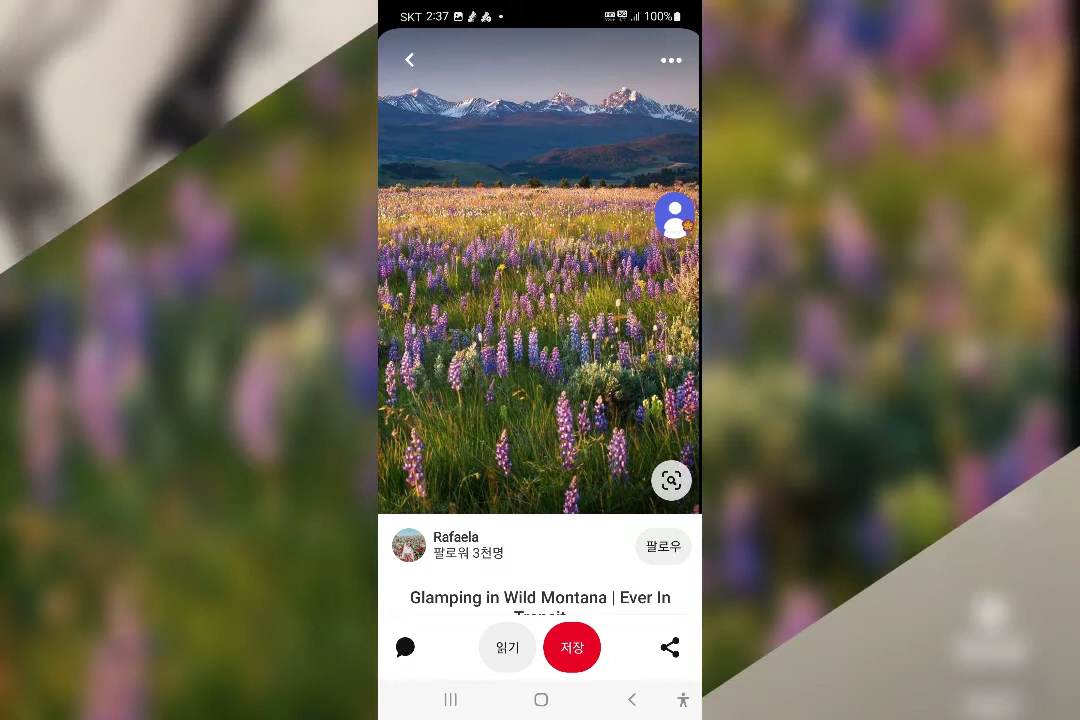 SKT 2:37 100%
Rafaela
팔로워 3천명
팔로우
Glamping in Wild Montana | Ever In
Transit
읽기
저장